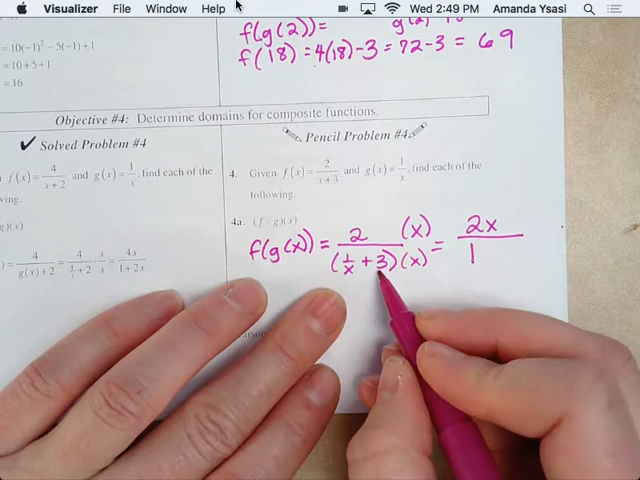 Visualizer File Window Help Wed 2:49 PM Amanda Ysasi
= 10(-1)² - 5(-1)+1
= 10+5+1
= 16
f(g(2))=
f(18) = 4(18)-3 = 72-3 = 69
Objective #4: Determine domains for composite functions.
✔ Solved Problem #4
Pencil Problem #4
f(x) = 4/(x+2) and g(x) = 1/x, find each of the
4. Given f(x) = 2/(x+3) and g(x) = 1/x, find each of the
following.
4a. (f∘g)(x)
= 4/(g(x)+2) = 4/(1/x+2) · x/x = 4x/(1+2x)
f(g(x)) = 2 (x)/(1/x + 3)(x) = 2x/1